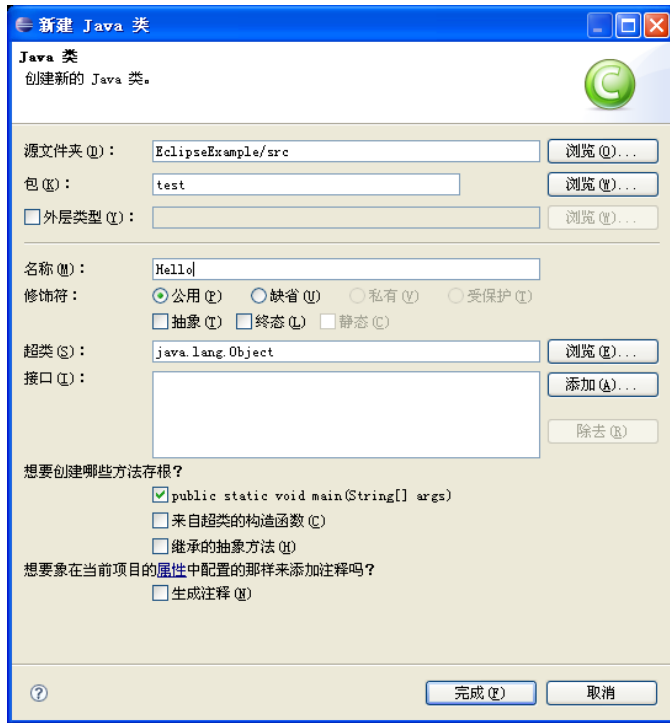 新建 Java 类
Java 类
创建新的 Java 类。
源文件夹(D)： EclipseExample/src 浏览(O)...
包(K)： test 浏览(W)...
外层类型(Y)： 浏览(W)...
名称(M)： Hello
修饰符： 公用(P) 缺省(U) 私有(V) 受保护(T)
抽象(T) 终态(L) 静态(C)
超类(S)： java.lang.Object 浏览(E)...
接口(I)： 添加(A)...
除去(R)
想要创建哪些方法存根？
public static void main(String[] args)
来自超类的构造函数(C)
继承的抽象方法(H)
想要象在当前项目的属性中配置的那样来添加注释吗？
生成注释(N)
完成(F) 取消